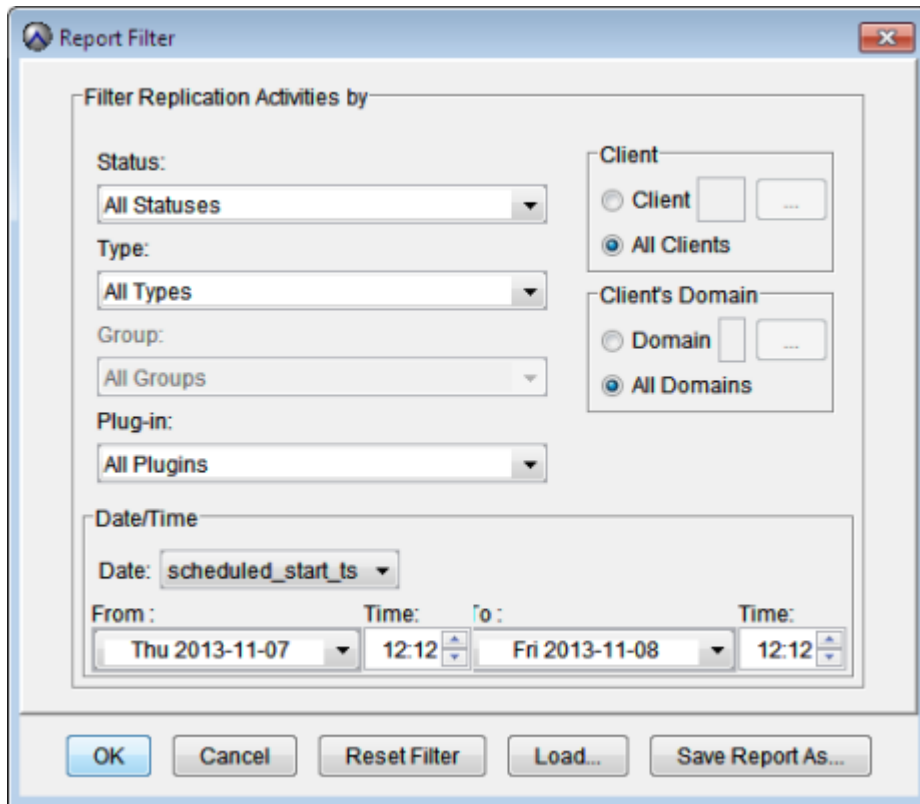 Report Filter
Filter Replication Activities by
Status:
All Statuses
Type:
All Types
Group:
All Groups
Plug-in:
All Plugins
Client
Client ...
All Clients
Client's Domain
Domain ...
All Domains
Date/Time
Date: scheduled_start_ts
From : Time: To : Time:
Thu 2013-11-07 12:12 Fri 2013-11-08 12:12
OK Cancel Reset Filter Load... Save Report As...